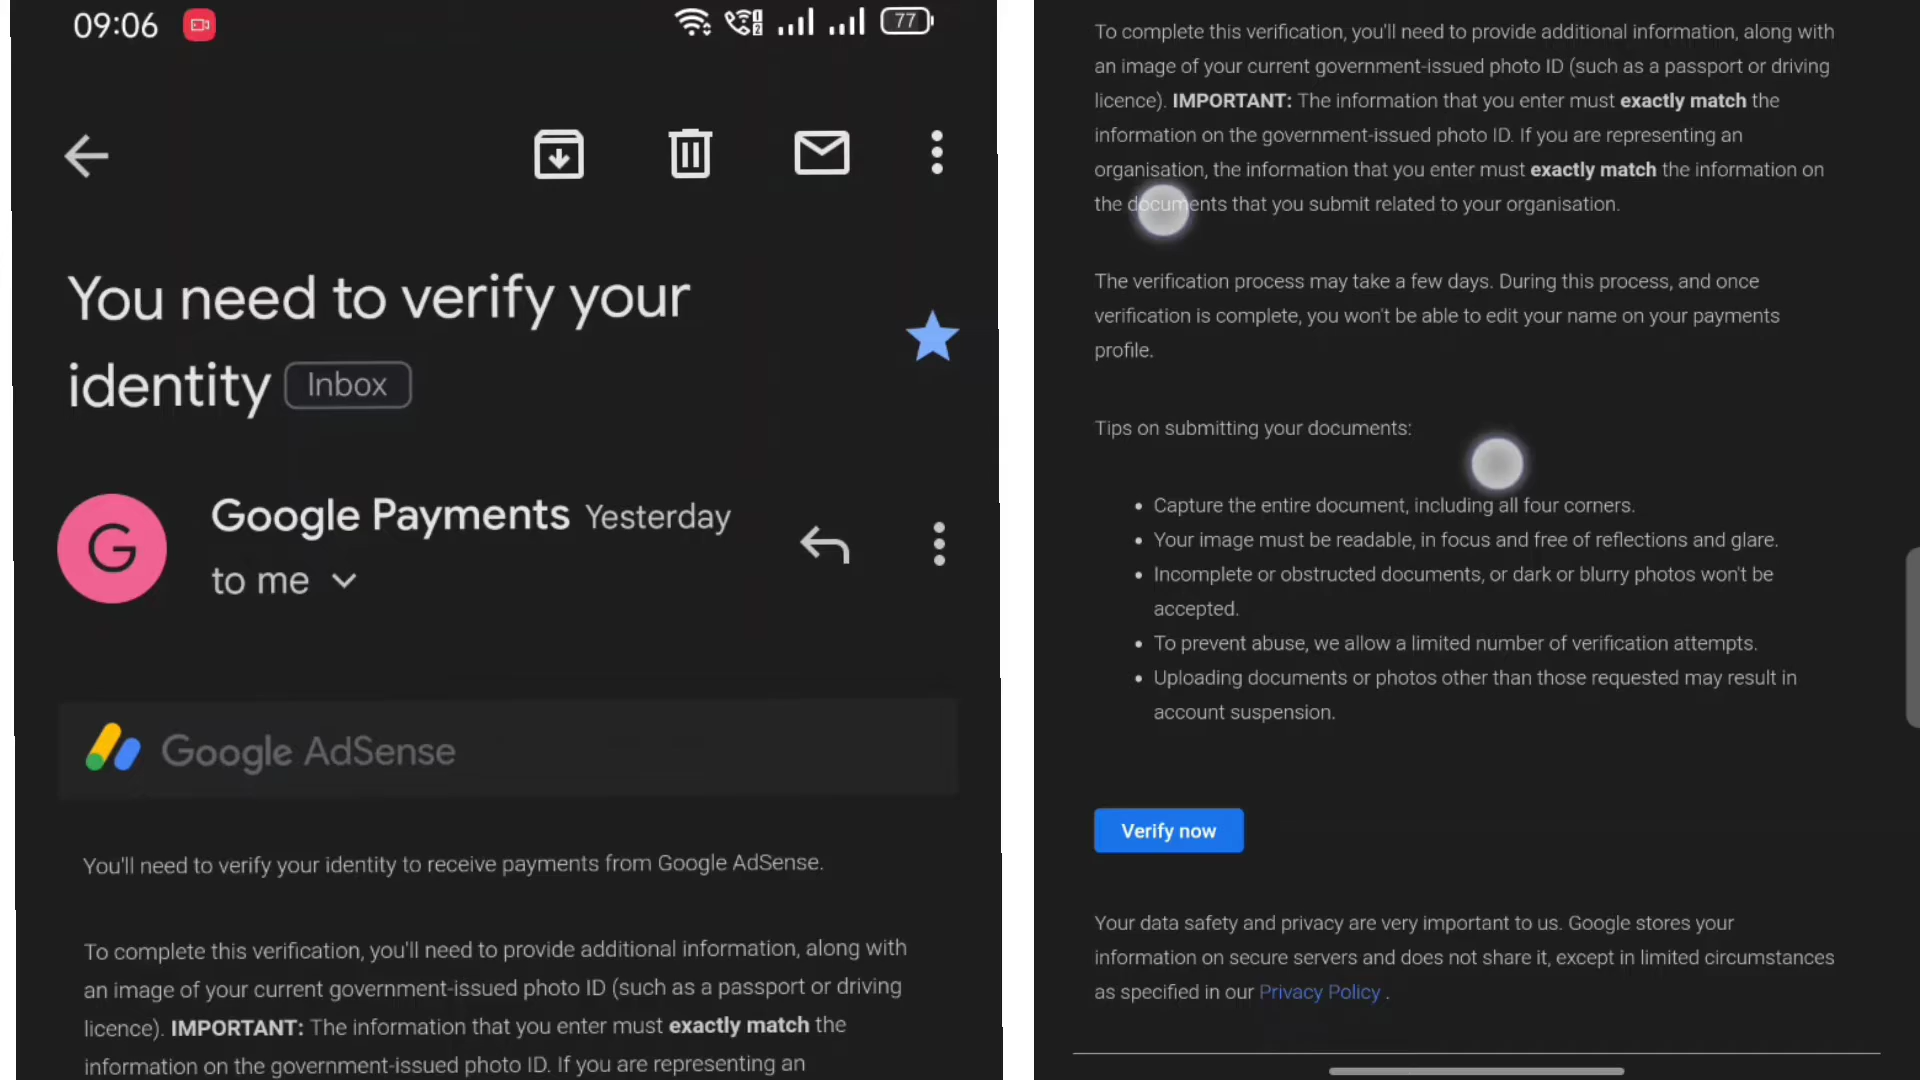 09:06
77
You need to verify your
identity Inbox
G
Google Payments Yesterday
to me
Google AdSense
You'll need to verify your identity to receive payments from Google AdSense.
To complete this verification, you'll need to provide additional information, along with
an image of your current government-issued photo ID (such as a passport or driving
licence). IMPORTANT: The information that you enter must exactly match the
information on the government-issued photo ID. If you are representing an
To complete this verification, you'll need to provide additional information, along with
an image of your current government-issued photo ID (such as a passport or driving
licence). IMPORTANT: The information that you enter must exactly match the
information on the government-issued photo ID. If you are representing an
organisation, the information that you enter must exactly match the information on
the documents that you submit related to your organisation.
The verification process may take a few days. During this process, and once
verification is complete, you won't be able to edit your name on your payments
profile.
Tips on submitting your documents:
• Capture the entire document, including all four corners.
• Your image must be readable, in focus and free of reflections and glare.
• Incomplete or obstructed documents, or dark or blurry photos won't be
accepted.
• To prevent abuse, we allow a limited number of verification attempts.
• Uploading documents or photos other than those requested may result in
account suspension.
Verify now
Your data safety and privacy are very important to us. Google stores your
information on secure servers and does not share it, except in limited circumstances
as specified in our Privacy Policy .